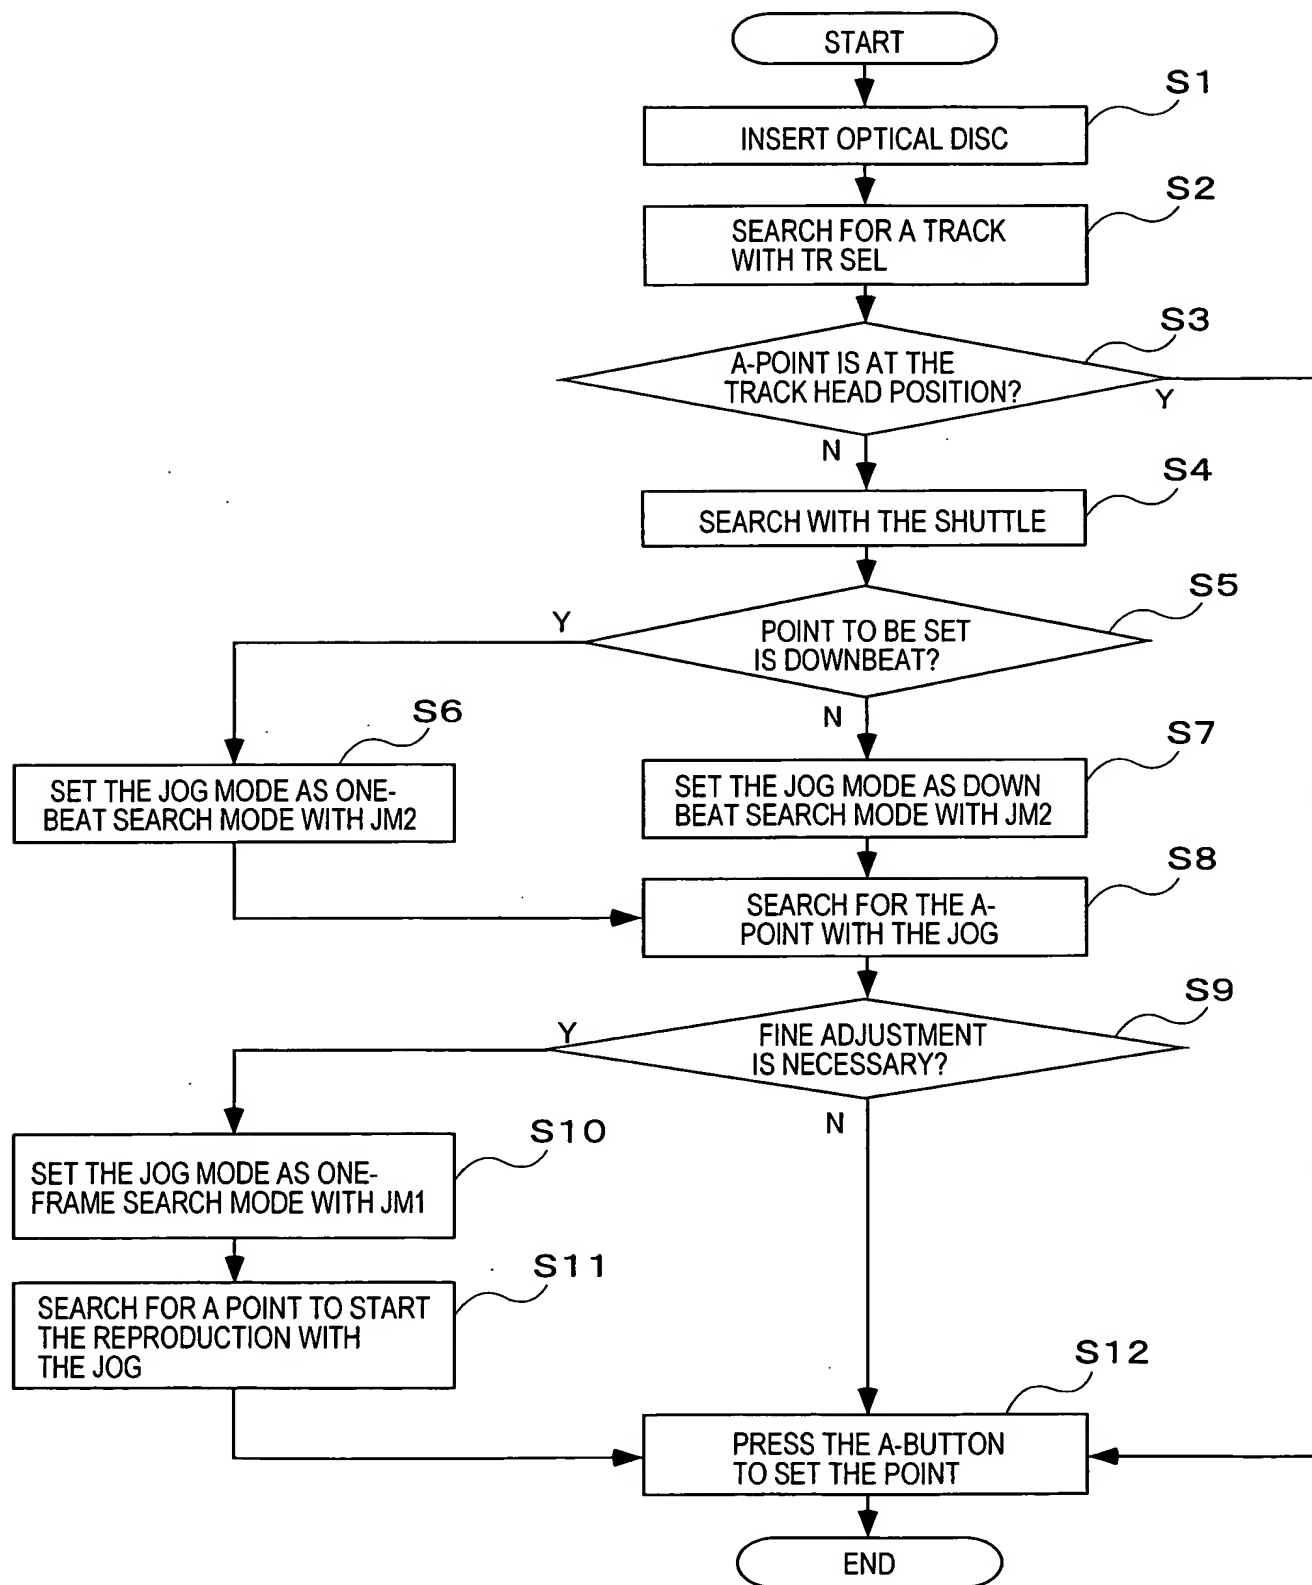 START
S1
INSERT OPTICAL DISC
S2
SEARCH FOR A TRACK
WITH TR SEL
S3
A-POINT IS AT THE
TRACK HEAD POSITION?
Y
N
S4
SEARCH WITH THE SHUTTLE
S5
Y
POINT TO BE SET
IS DOWNBEAT?
N
S6
SET THE JOG MODE AS ONE-
BEAT SEARCH MODE WITH JM2
S7
SET THE JOG MODE AS DOWN
BEAT SEARCH MODE WITH JM2
S8
SEARCH FOR THE A-
POINT WITH THE JOG
S9
Y
FINE ADJUSTMENT
IS NECESSARY?
N
S10
SET THE JOG MODE AS ONE-
FRAME SEARCH MODE WITH JM1
S11
SEARCH FOR A POINT TO START
THE REPRODUCTION WITH
THE JOG
S12
PRESS THE A-BUTTON
TO SET THE POINT
END